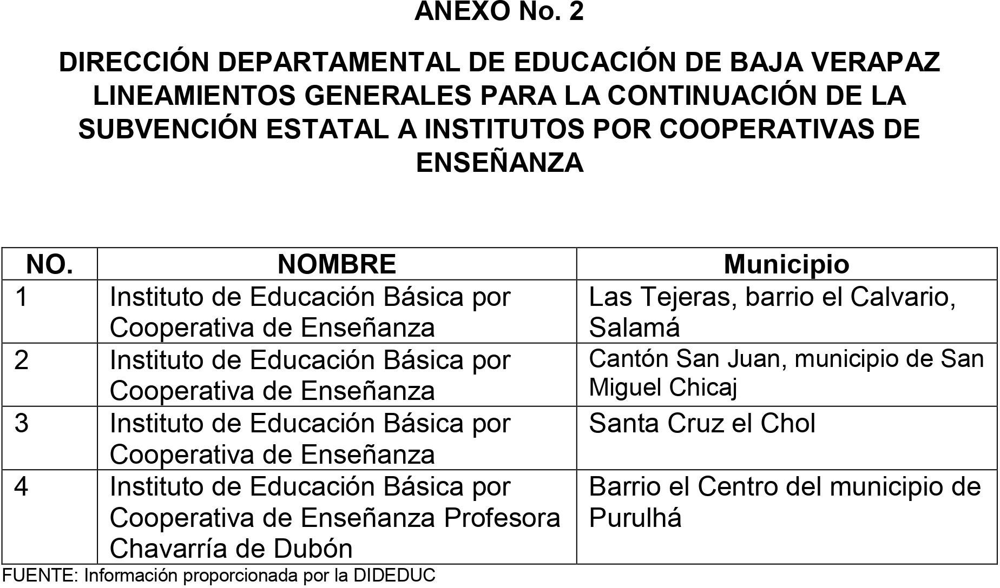 ANEXO No. 2
DIRECCIÓN DEPARTAMENTAL DE EDUCACIÓN DE BAJA VERAPAZ
LINEAMIENTOS GENERALES PARA LA CONTINUACIÓN DE LA
SUBVENCIÓN ESTATAL A INSTITUTOS POR COOPERATIVAS DE
ENSEÑANZA
NO. NOMBRE Municipio
1 Instituto de Educación Básica por Las Tejeras, barrio el Calvario,
Cooperativa de Enseñanza Salamá
2 Instituto de Educación Básica por Cantón San Juan, municipio de San
Cooperativa de Enseñanza Miguel Chicaj
3 Instituto de Educación Básica por Santa Cruz el Chol
Cooperativa de Enseñanza
4 Instituto de Educación Básica por Barrio el Centro del municipio de
Cooperativa de Enseñanza Profesora Purulhá
Chavarría de Dubón
FUENTE: Información proporcionada por la DIDEDUC